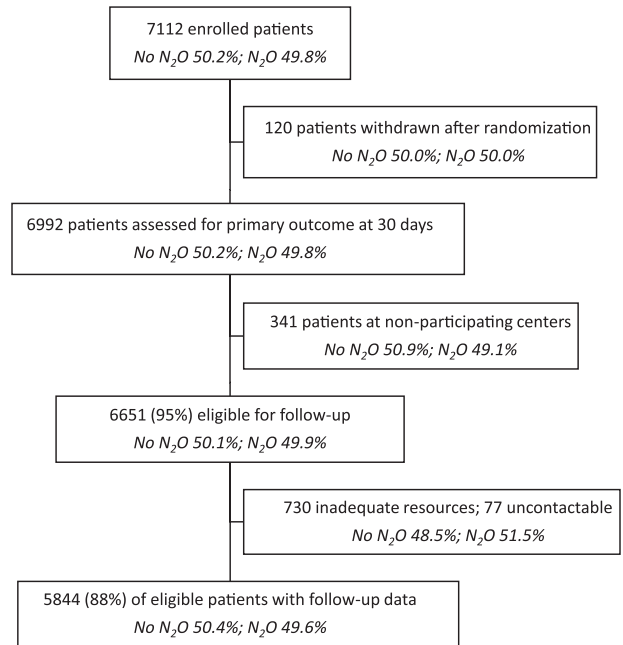 7112 enrolled patients
No N₂O 50.2%; N₂O 49.8%
120 patients withdrawn after randomization
No N₂O 50.0%; N₂O 50.0%
6992 patients assessed for primary outcome at 30 days
No N₂O 50.2%; N₂O 49.8%
341 patients at non-participating centers
No N₂O 50.9%; N₂O 49.1%
6651 (95%) eligible for follow-up
No N₂O 50.1%; N₂O 49.9%
730 inadequate resources; 77 uncontactable
No N₂O 48.5%; N₂O 51.5%
5844 (88%) of eligible patients with follow-up data
No N₂O 50.4%; N₂O 49.6%